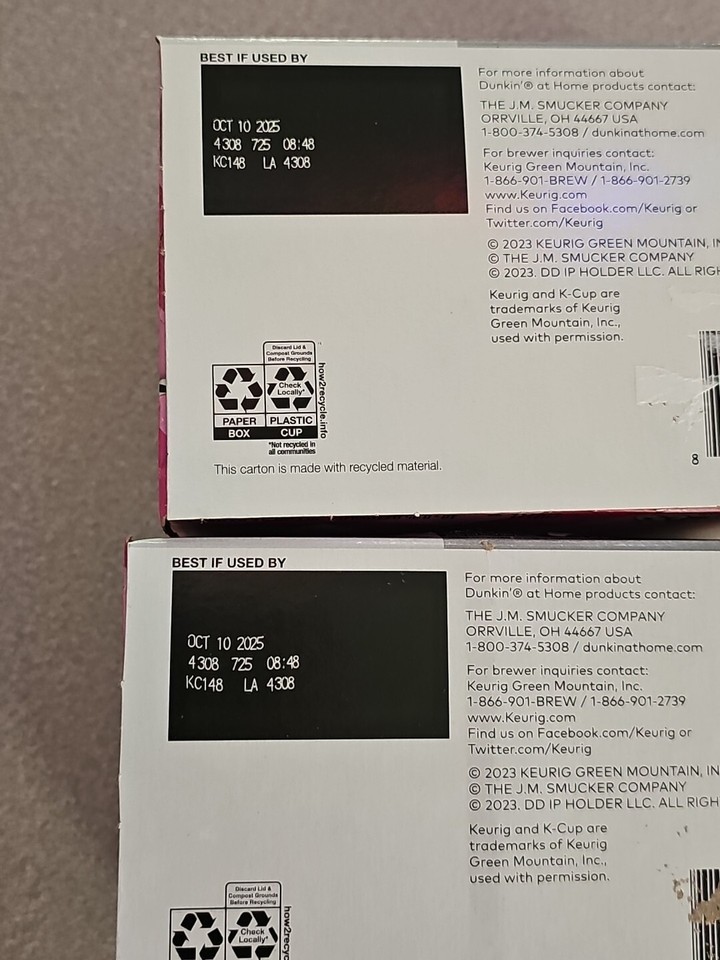 BEST IF USED BY
OCT 10 2025
4308 725 08:48
KC148 LA 4308
For more information about
Dunkin'® at Home products contact:
THE J.M. SMUCKER COMPANY
ORRVILLE, OH 44667 USA
1-800-374-5308 / dunkinathome.com
For brewer inquiries contact:
Keurig Green Mountain, Inc.
1-866-901-BREW / 1-866-901-2739
www.Keurig.com
Find us on Facebook.com/Keurig or
Twitter.com/Keurig
© 2023 KEURIG GREEN MOUNTAIN, IN
© THE J.M. SMUCKER COMPANY
© 2023. DD IP HOLDER LLC. ALL RIGH
Keurig and K-Cup are
trademarks of Keurig
Green Mountain, Inc.,
used with permission.
Discard Lid &
Compost Grounds
Before Recycling
Check
Locally*
PAPER PLASTIC
BOX CUP
how2recycle.info
*Not recycled in
all communities
This carton is made with recycled material.
8
BEST IF USED BY
OCT 10 2025
4308 725 08:48
KC148 LA 4308
For more information about
Dunkin'® at Home products contact:
THE J.M. SMUCKER COMPANY
ORRVILLE, OH 44667 USA
1-800-374-5308 / dunkinathome.com
For brewer inquiries contact:
Keurig Green Mountain, Inc.
1-866-901-BREW / 1-866-901-2739
www.Keurig.com
Find us on Facebook.com/Keurig or
Twitter.com/Keurig
© 2023 KEURIG GREEN MOUNTAIN, IN
© THE J.M. SMUCKER COMPANY
© 2023. DD IP HOLDER LLC. ALL RIGH
Keurig and K-Cup are
trademarks of Keurig
Green Mountain, Inc.,
used with permission.
Discard Lid &
Compost Grounds
Before Recycling
Check
Locally*
how2recyc